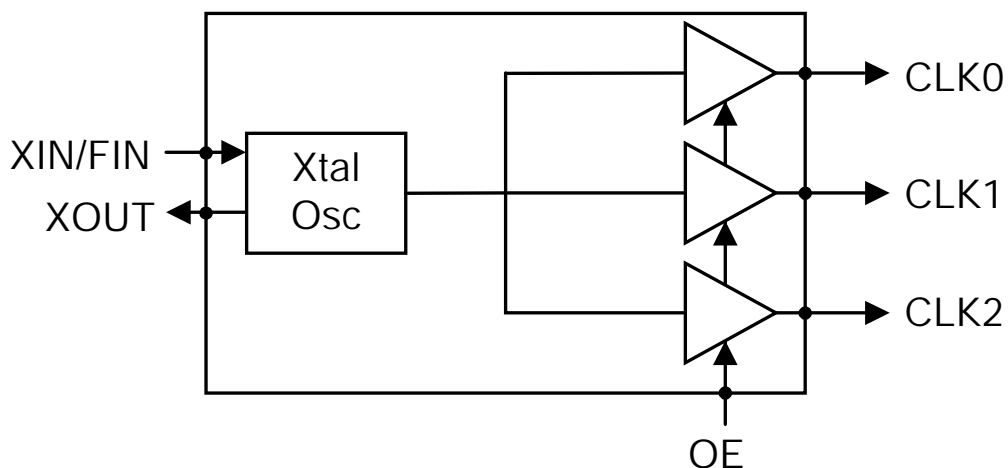 XIN/FIN
XOUT
Xtal
Osc
CLK0
CLK1
CLK2
OE